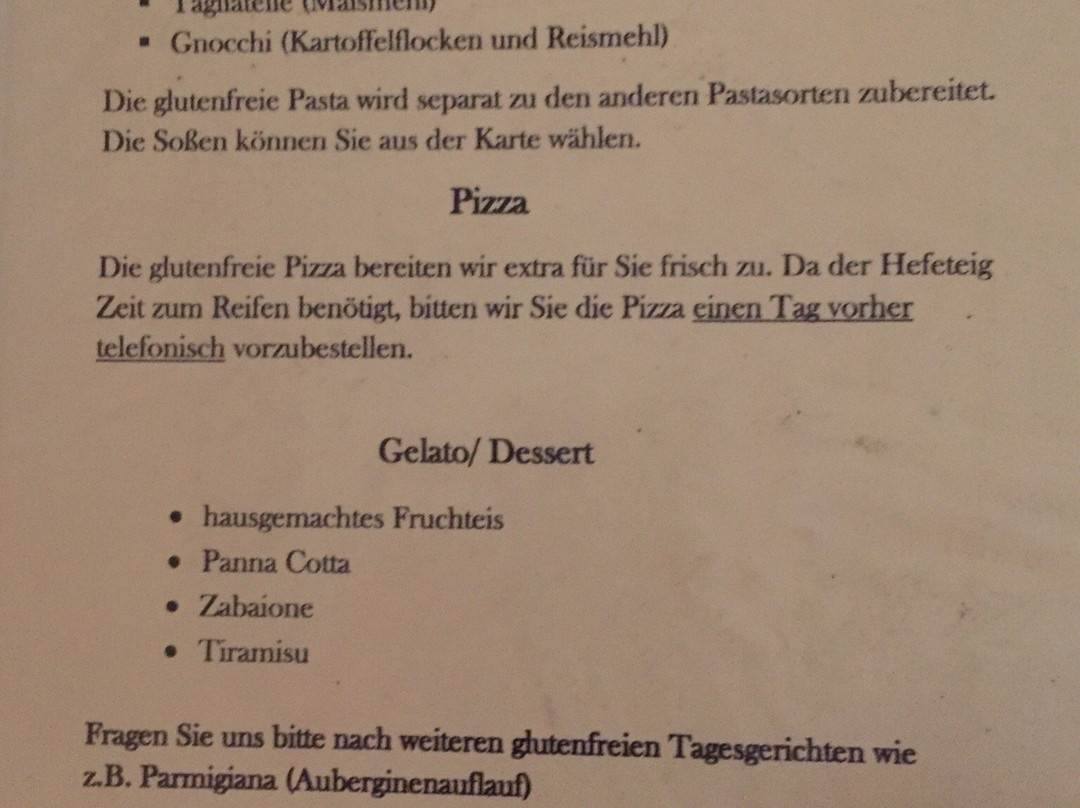 ▪ Tagliatelle (Maismehl)
▪ Gnocchi (Kartoffelflocken und Reismehl)
Die glutenfreie Pasta wird separat zu den anderen Pastasorten zubereitet.
Die Soßen können Sie aus der Karte wählen.
Pizza
Die glutenfreie Pizza bereiten wir extra für Sie frisch zu. Da der Hefeteig
Zeit zum Reifen benötigt, bitten wir Sie die Pizza einen Tag vorher
telefonisch vorzubestellen.
Gelato/ Dessert
• hausgemachtes Fruchteis
• Panna Cotta
• Zabaione
• Tiramisu
Fragen Sie uns bitte nach weiteren glutenfreien Tagesgerichten wie
z.B. Parmigiana (Auberginenauflauf)